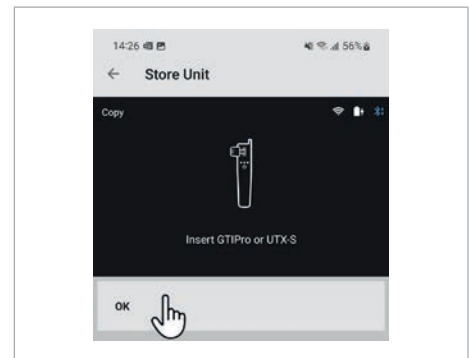 14:26 56%
Store Unit
Copy
Insert GTIPro or UTX-S
OK